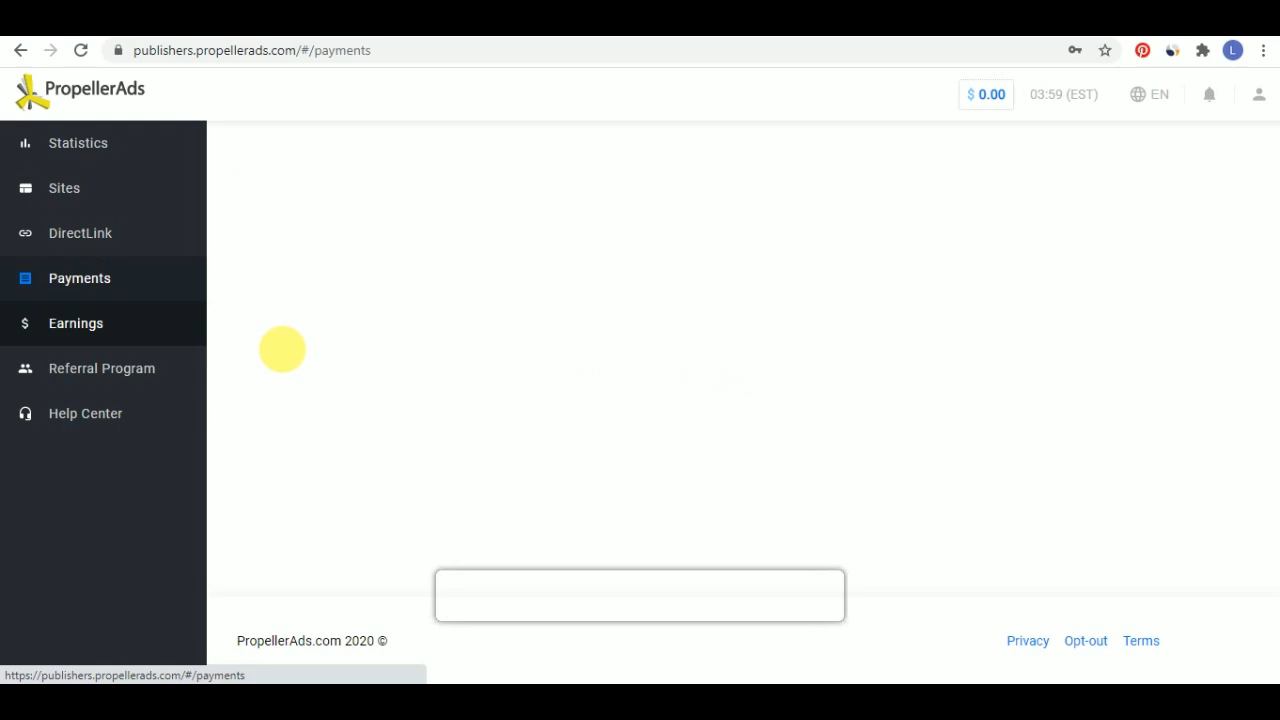 publishers.propellerads.com/#/payments
L
PropellerAds
$ 0.00
03:59 (EST)
EN
Statistics
Sites
DirectLink
Payments
$ Earnings
Referral Program
Help Center
PropellerAds.com 2020 ©
Privacy
Opt-out
Terms
https://publishers.propellerads.com/#/payments